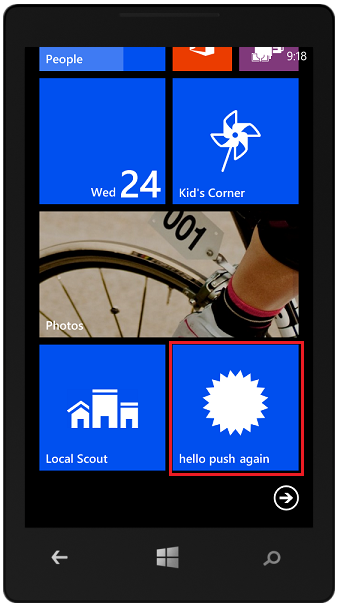 People
9:18
Wed 24
Kid's Corner
001
Photos
Local Scout
hello push again